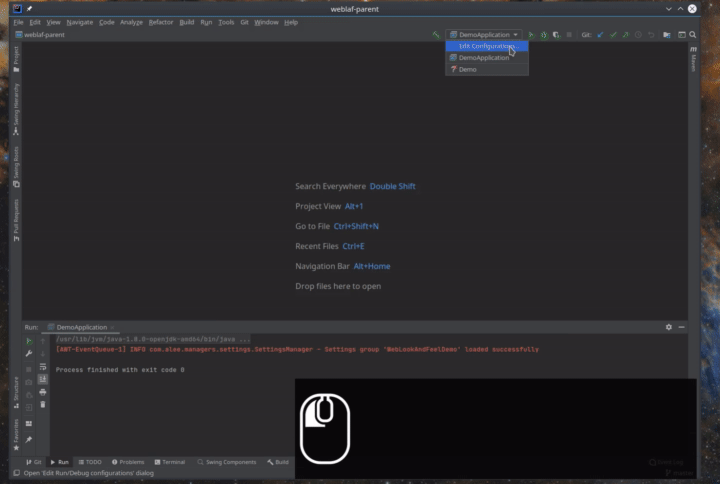 weblaf-parent
File Edit View Navigate Code Analyze Refactor Build Run Tools Git Window Help
weblaf-parent
DemoApplication
Git:
Edit Configurations...
DemoApplication
Demo
Project
Swing Hierarchy
Swing Roots
Pull Requests
Maven
Search Everywhere Double Shift
Project View Alt+1
Go to File Ctrl+Shift+N
Recent Files Ctrl+E
Navigation Bar Alt+Home
Drop files here to open
Run: DemoApplication
/usr/lib/jvm/java-1.8.0-openjdk-amd64/bin/java ...
[AWT-EventQueue-1] INFO com.alee.managers.settings.SettingsManager - Settings group 'WebLookAndFeelDemo' loaded successfully
Process finished with exit code 0
Structure
Favorites
Git Run TODO Problems Terminal Swing Components Build
Open 'Edit Run/Debug configurations' dialog